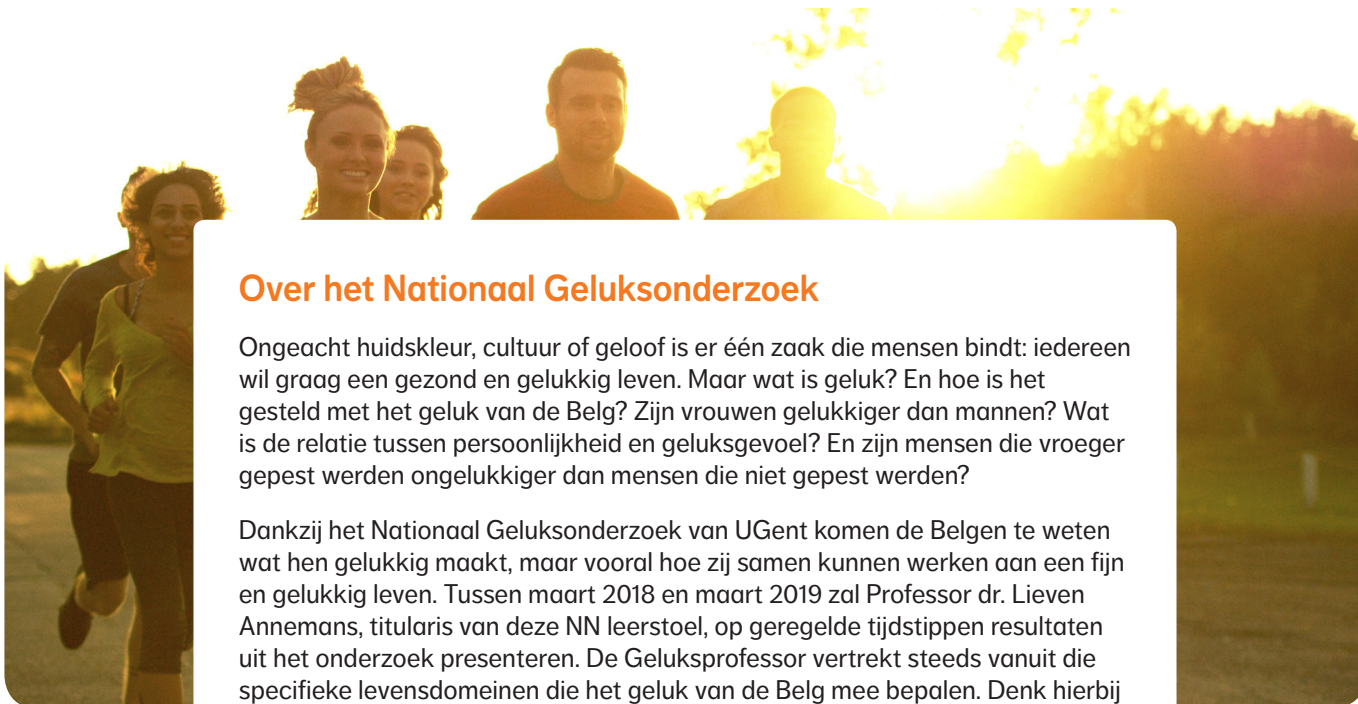 Over het Nationaal Geluksonderzoek
Ongeacht huidskleur, cultuur of geloof is er één zaak die mensen bindt: iedereen
wil graag een gezond en gelukkig leven. Maar wat is geluk? En hoe is het
gesteld met het geluk van de Belg? Zijn vrouwen gelukkiger dan mannen? Wat
is de relatie tussen persoonlijkheid en geluksgevoel? En zijn mensen die vroeger
gepest werden ongelukkiger dan mensen die niet gepest werden?
Dankzij het Nationaal Geluksonderzoek van UGent komen de Belgen te weten
wat hen gelukkig maakt, maar vooral hoe zij samen kunnen werken aan een fijn
en gelukkig leven. Tussen maart 2018 en maart 2019 zal Professor dr. Lieven
Annemans, titularis van deze NN leerstoel, op geregelde tijdstippen resultaten
uit het onderzoek presenteren. De Geluksprofessor vertrekt steeds vanuit die
specifieke levensdomeinen die het geluk van de Belg mee bepalen. Denk hierbij